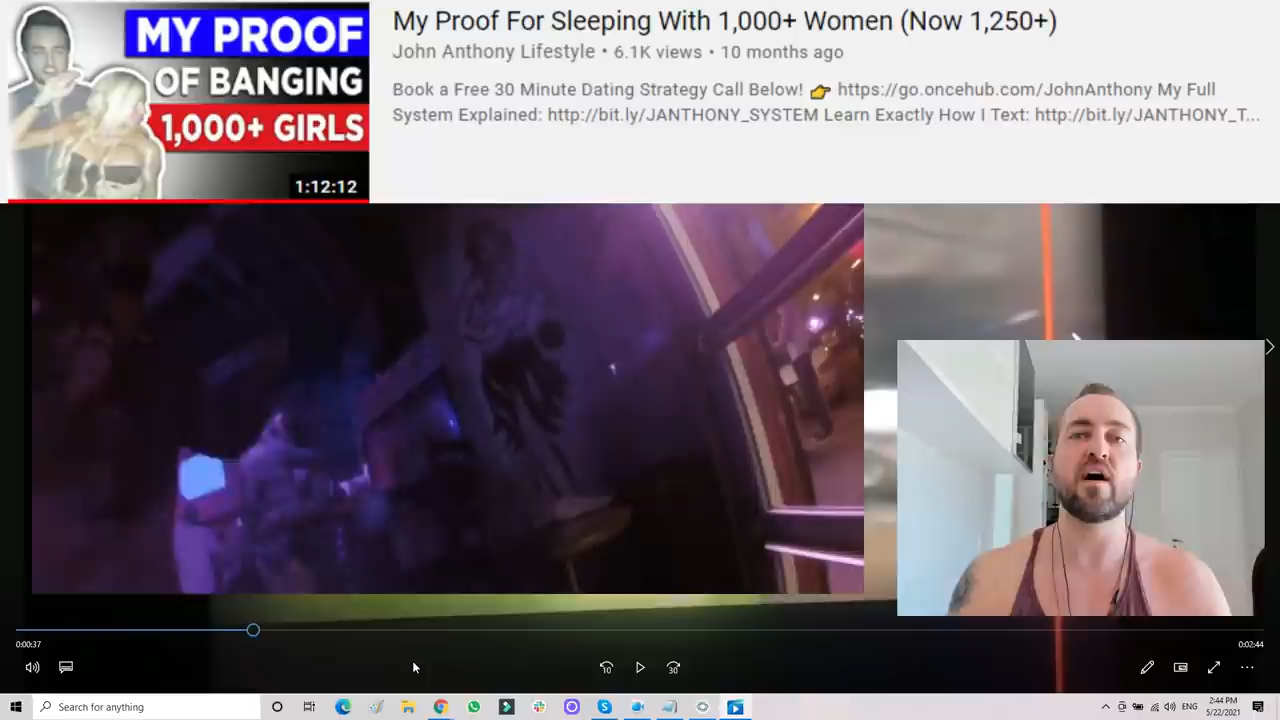 MY PROOF
OF BANGING
1,000+ GIRLS
1:12:12
My Proof For Sleeping With 1,000+ Women (Now 1,250+)
John Anthony Lifestyle • 6.1K views • 10 months ago
Book a Free 30 Minute Dating Strategy Call Below! 👉 https://go.oncehub.com/JohnAnthony My Full
System Explained: http://bit.ly/JANTHONY_SYSTEM Learn Exactly How I Text: http://bit.ly/JANTHONY_T...
0:00:37
0:02:44
10
30
Search for anything
ENG
2:44 PM
5/22/2021